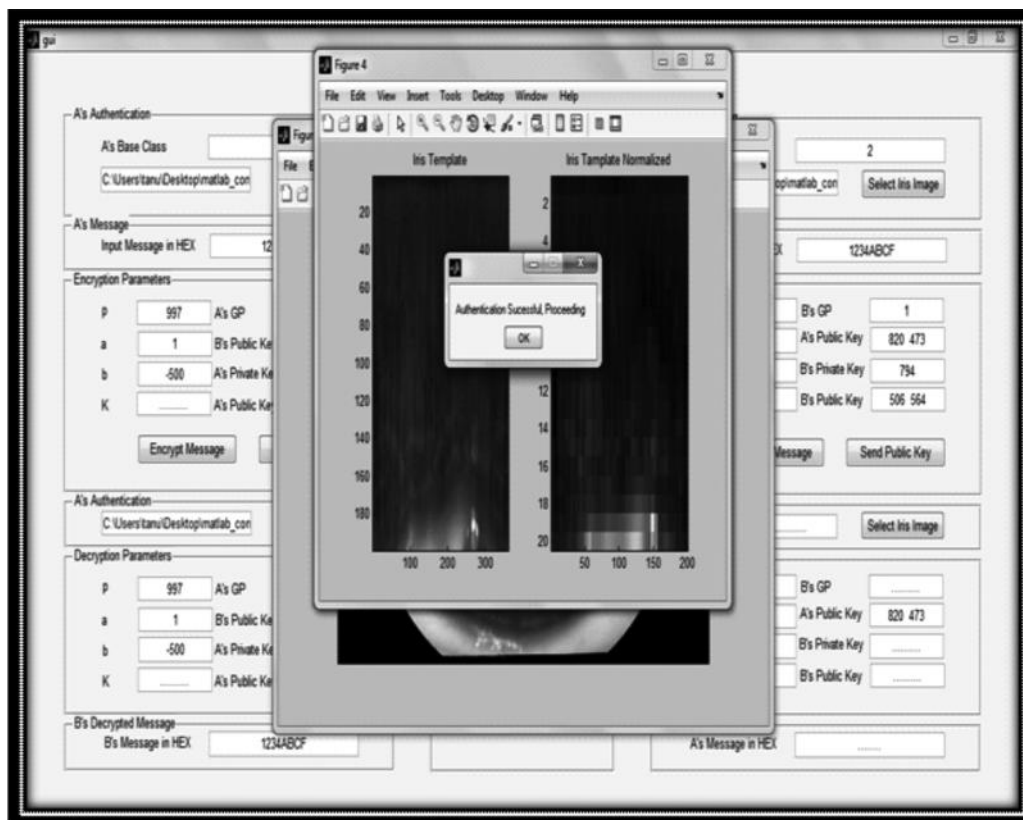 gui
Figure 4
File Edit View Insert Tools Desktop Window Help
Iris Template
Iris Tamplate Normalized
20
40
60
80
100
120
140
160
180
100 200 300
2
4
12
14
16
18
20
50 100 150 200
Authentication Sucessful, Proceeding
OK
File
A's Authentication
A's Base Class
C:\Users\tanu\Desktop\matlab_con
A's Message
Input Message in HEX 12
Encryption Parameters
P 997 A's GP
a 1 B's Public Ke
b -500 A's Private Ke
K ......... A's Public Ke
Encrypt Message
A's Authentication
C:\Users\tanu\Desktop\matlab_con
Decryption Parameters
P 997 A's GP
a 1 B's Public Ke
b -500 A's Private Ke
K ......... A's Public Ke
B's Decrypted Message
B's Message in HEX 1234ABCF
2
op\matlab_con Select Iris Image
EX 1234ABCF
B's GP 1
A's Public Key 820 473
B's Private Key 794
B's Public Key 506 564
Message Send Public Key
......... Select Iris Image
B's GP .........
A's Public Key 820 473
B's Private Key .........
B's Public Key .........
A's Message in HEX .........